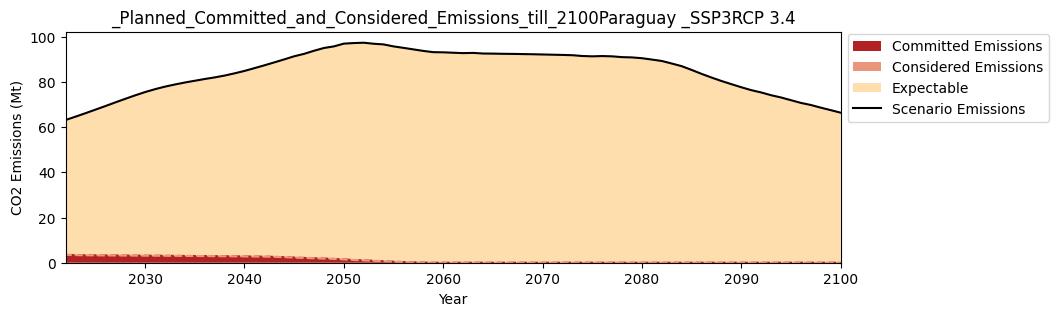 _Planned_Committed_and_Considered_Emissions_till_2100Paraguay _SSP3RCP 3.4
100
80
60
40
20
0
CO2 Emissions (Mt)
2030 2040 2050 2060 2070 2080 2090 2100
Year
Committed Emissions
Considered Emissions
Expectable
Scenario Emissions